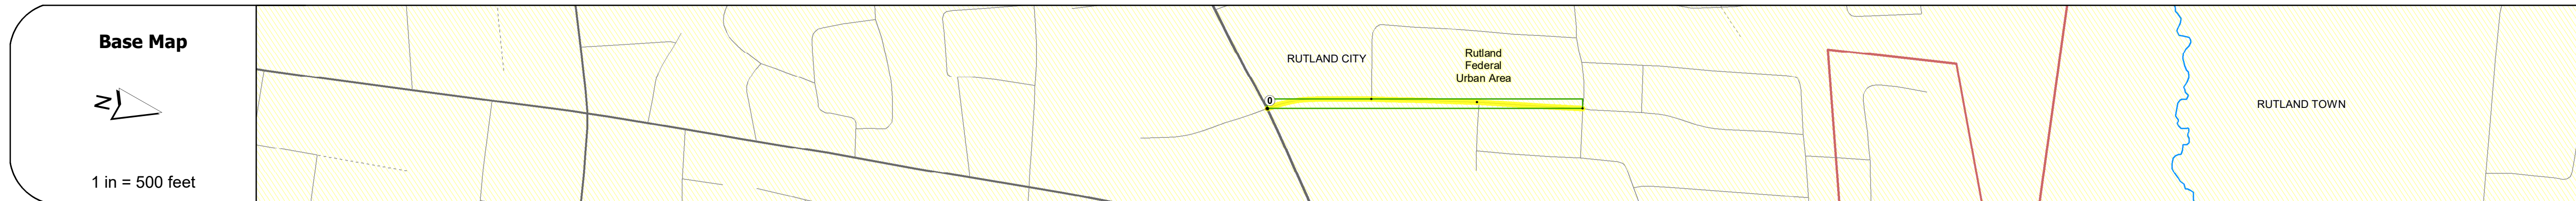 Base Map
N
1 in = 500 feet
RUTLAND CITY
0
Rutland
Federal
Urban Area
RUTLAND TOWN